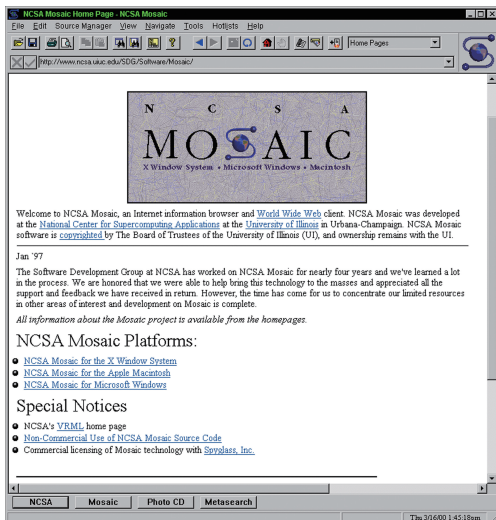 NCSA Mosaic Home Page - NCSA Mosaic
File Edit Source Manager View Navigate Tools Hotlists Help
Home Pages
http://www.ncsa.uiuc.edu/SDG/Software/Mosaic/
N C S A
MOSAIC
X Window System • Microsoft Windows • Macintosh
Welcome to NCSA Mosaic, an Internet information browser and World Wide Web client. NCSA Mosaic was developed
at the National Center for Supercomputing Applications at the University of Illinois in Urbana-Champaign. NCSA Mosaic
software is copyrighted by The Board of Trustees of the University of Illinois (UI), and ownership remains with the UI.
Jan '97
The Software Development Group at NCSA has worked on NCSA Mosaic for nearly four years and we've learned a lot
in the process. We are honored that we were able to help bring this technology to the masses and appreciated all the
support and feedback we have received in return. However, the time has come for us to concentrate our limited resources
in other areas of interest and development on Mosaic is complete.
All information about the Mosaic project is available from the homepages.
NCSA Mosaic Platforms:
NCSA Mosaic for the X Window System
NCSA Mosaic for the Apple Macintosh
NCSA Mosaic for Microsoft Windows
Special Notices
NCSA's VRML home page
Non-Commercial Use of NCSA Mosaic Source Code
Commercial licensing of Mosaic technology with Spyglass, Inc.
NCSA Mosaic Photo CD Metasearch
Thu 3/16/00 1:45:18pm